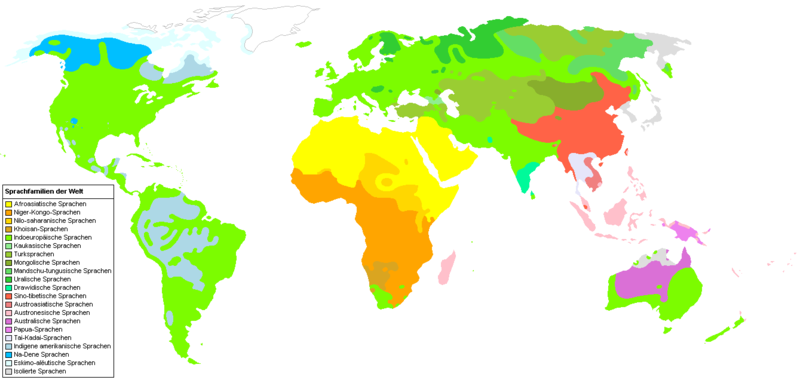 Sprachfamilien der Welt
Afroasiatische Sprachen
Niger-Kongo-Sprachen
Nilo-saharanische Sprachen
Khoisan-Sprachen
Indoeuropäische Sprachen
Kaukasische Sprachen
Turksprachen
Mongolische Sprachen
Mandschu-tungusische Sprachen
Uralische Sprachen
Drawidische Sprachen
Sino-tibetische Sprachen
Austroasiatische Sprachen
Austronesische Sprachen
Australische Sprachen
Papua-Sprachen
Tai-Kadai-Sprachen
Indigene amerikanische Sprachen
Na-Dene Sprachen
Eskimo-alëutische Sprachen
Isolierte Sprachen